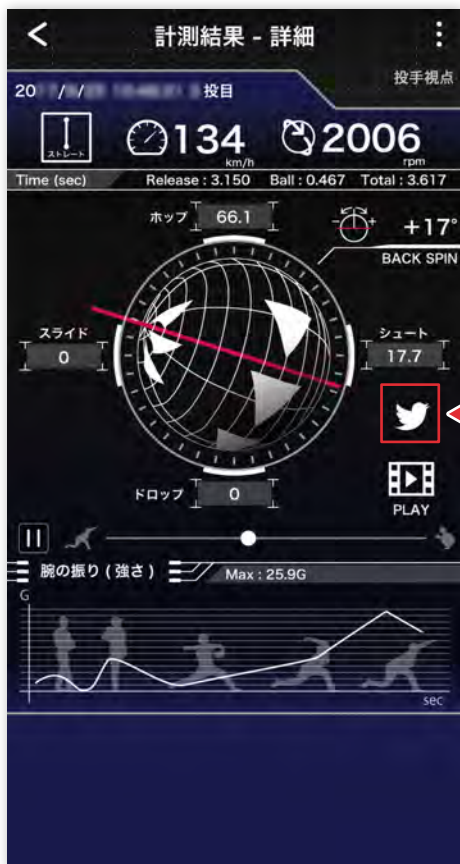 計測結果 - 詳細
投手視点
20 / / 投目
ストレート
134 km/h
2006 rpm
Time (sec) Release : 3.150 Ball : 0.467 Total : 3.617
ホップ 66.1
- + +17°
BACK SPIN
スライド
0
シュート
17.7
ドロップ 0
PLAY
腕の振り ( 強さ ) Max : 25.9G
G
sec